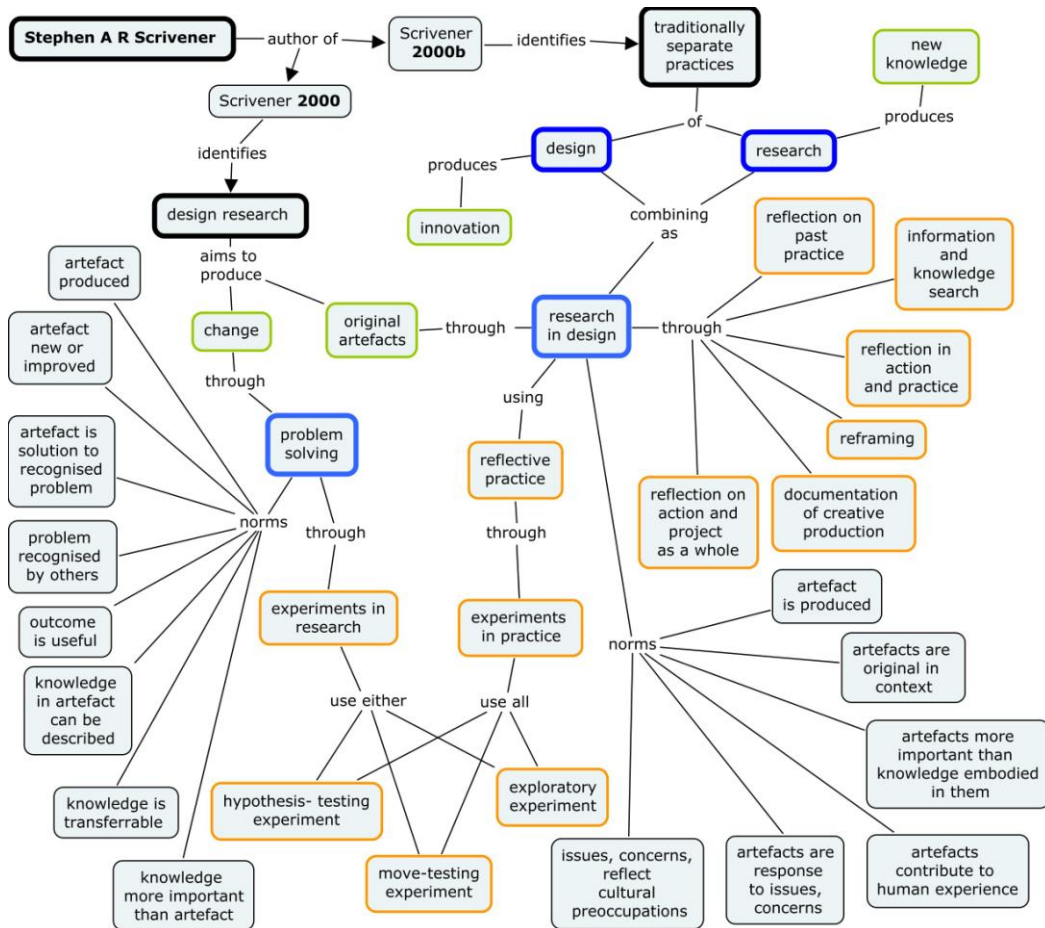 Stephen A R Scrivener
author of
Scrivener
2000b
identifies
traditionally
separate
practices
new
knowledge
Scrivener 2000
of
produces
identifies
design
research
produces
design research
innovation
combining
as
reflection on
past
practice
information
and
knowledge
search
artefact
produced
aims to
produce
change
original
artefacts
through
research
in design
through
artefact
new or
improved
reflection in
action
and practice
through
using
reframing
artefact is
solution to
recognised
problem
problem
solving
reflective
practice
reflection on
action and
project
as a whole
documentation
of creative
production
norms
through
through
problem
recognised
by others
artefact
is produced
outcome
is useful
experiments in
research
experiments
in practice
norms
artefacts are
original in
context
knowledge
in artefact
can be
described
use either
use all
artefacts more
important than
knowledge embodied
in them
knowledge is
transferrable
hypothesis- testing
experiment
exploratory
experiment
knowledge
more important
than artefact
move-testing
experiment
issues, concerns,
reflect
cultural
preoccupations
artefacts are
response
to issues,
concerns
artefacts
contribute to
human experience